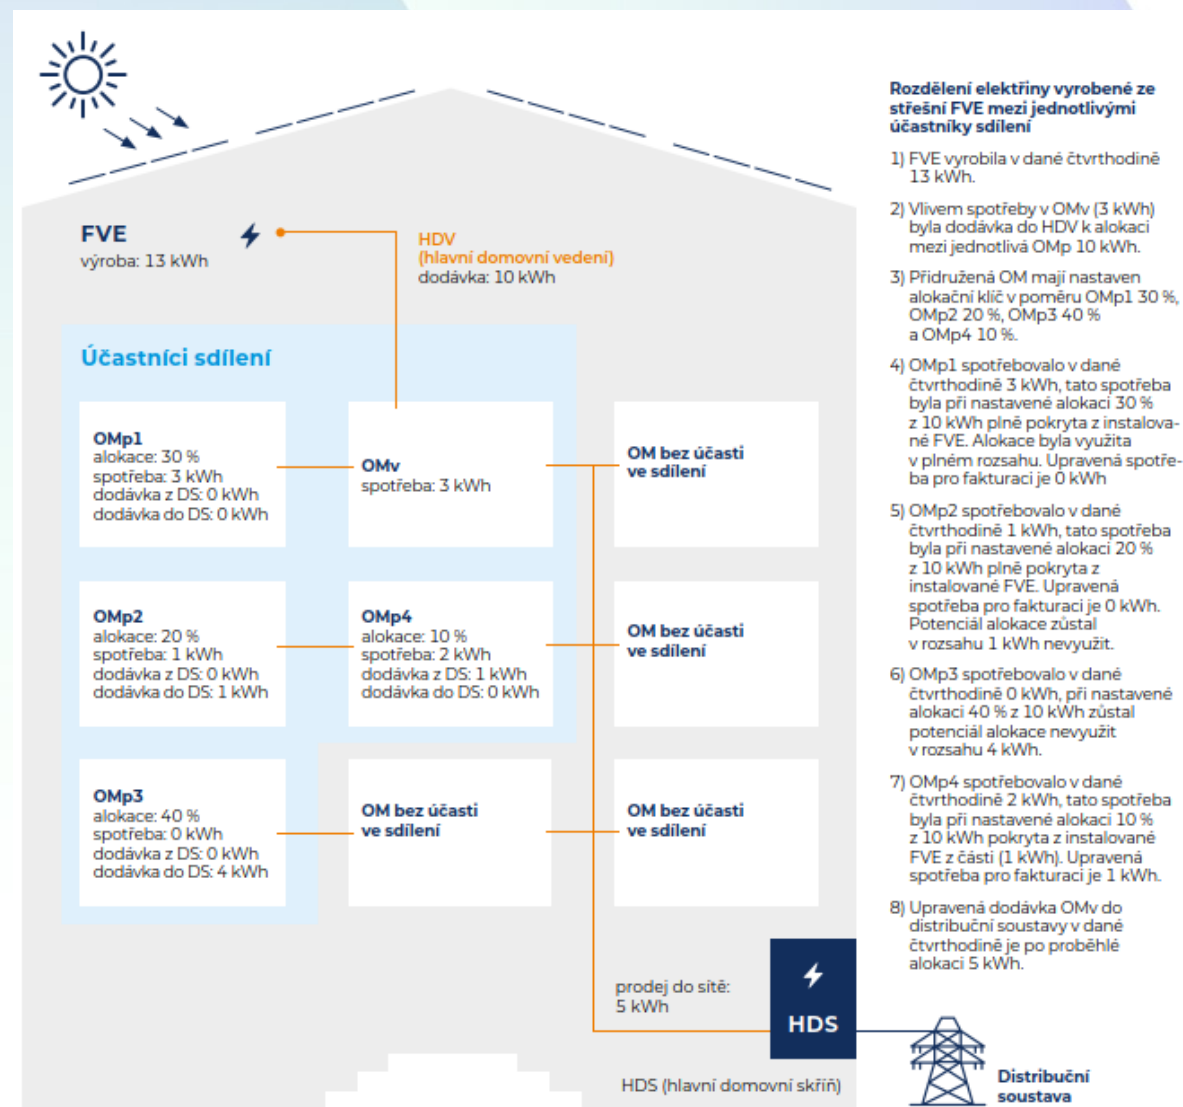 FVE
výroba: 13 kWh
HDV
(hlavní domovní vedení)
dodávka: 10 kWh
Účastníci sdílení
OMp1
alokace: 30 %
spotřeba: 3 kWh
dodávka z DS: 0 kWh
dodávka do DS: 0 kWh
OMv
spotřeba: 3 kWh
OM bez účasti
ve sdílení
OMp2
alokace: 20 %
spotřeba: 1 kWh
dodávka z DS: 0 kWh
dodávka do DS: 1 kWh
OMp4
alokace: 10 %
spotřeba: 2 kWh
dodávka z DS: 1 kWh
dodávka do DS: 0 kWh
OM bez účasti
ve sdílení
OMp3
alokace: 40 %
spotřeba: 0 kWh
dodávka z DS: 0 kWh
dodávka do DS: 4 kWh
OM bez účasti
ve sdílení
OM bez účasti
ve sdílení
prodej do sítě:
5 kWh
HDS
HDS (hlavní domovní skříň)
Distribuční
soustava
Rozdělení elektřiny vyrobené ze
střešní FVE mezi jednotlivými
účastníky sdílení
1) FVE vyrobila v dané čtvrthodině
13 kWh.
2) Vlivem spotřeby v OMv (3 kWh)
byla dodávka do HDV k alokaci
mezi jednotlivá OMp 10 kWh.
3) Přidružená OM mají nastaven
alokační klíč v poměru OMp1 30 %,
OMp2 20 %, OMp3 40 %
a OMp4 10 %.
4) OMp1 spotřebovalo v dané
čtvrthodině 3 kWh, tato spotřeba
byla při nastavené alokaci 30 %
z 10 kWh plně pokryta z instalova-
né FVE. Alokace byla využita
v plném rozsahu. Upravená spotře-
ba pro fakturaci je 0 kWh
5) OMp2 spotřebovalo v dané
čtvrthodině 1 kWh, tato spotřeba
byla při nastavené alokaci 20 %
z 10 kWh plně pokryta z
instalované FVE. Upravená
spotřeba pro fakturaci je 0 kWh.
Potenciál alokace zůstal
v rozsahu 1 kWh nevyužit.
6) OMp3 spotřebovalo v dané
čtvrthodině 0 kWh, při nastavené
alokaci 40 % z 10 kWh zůstal
potenciál alokace nevyužit
v rozsahu 4 kWh.
7) OMp4 spotřebovalo v dané
čtvrthodině 2 kWh, tato spotřeba
byla při nastavené alokaci 10 %
z 10 kWh pokryta z instalované
FVE z části (1 kWh). Upravená
spotřeba pro fakturaci je 1 kWh.
8) Upravená dodávka OMv do
distribuční soustavy v dané
čtvrthodině je po proběhlé
alokaci 5 kWh.